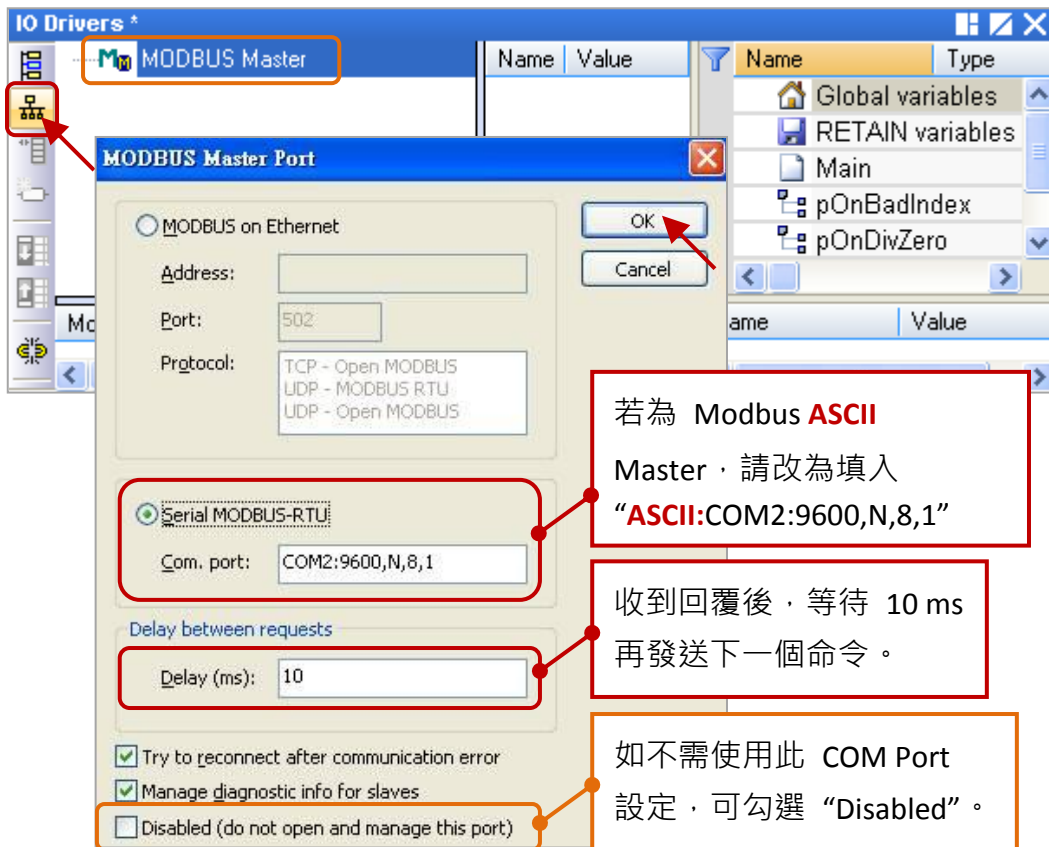 IO Drivers *
MODBUS Master
Name Value
Name Type
Global variables
RETAIN variables
Main
pOnBadIndex
pOnDivZero
MODBUS Master Port
MODBUS on Ethernet
OK
Address:
Cancel
Port: 502
Protocol: TCP - Open MODBUS
UDP - MODBUS RTU
UDP - Open MODBUS
Mo
ame Value
Serial MODBUS-RTU
Com. port: COM2:9600,N,8,1
若為 Modbus ASCII
Master，請改為填入
“ASCII:COM2:9600,N,8,1”
Delay between requests
Delay (ms): 10
收到回覆後，等待 10 ms
再發送下一個命令。
Try to reconnect after communication error
Manage diagnostic info for slaves
Disabled (do not open and manage this port)
如不需使用此 COM Port
設定，可勾選 “Disabled”。